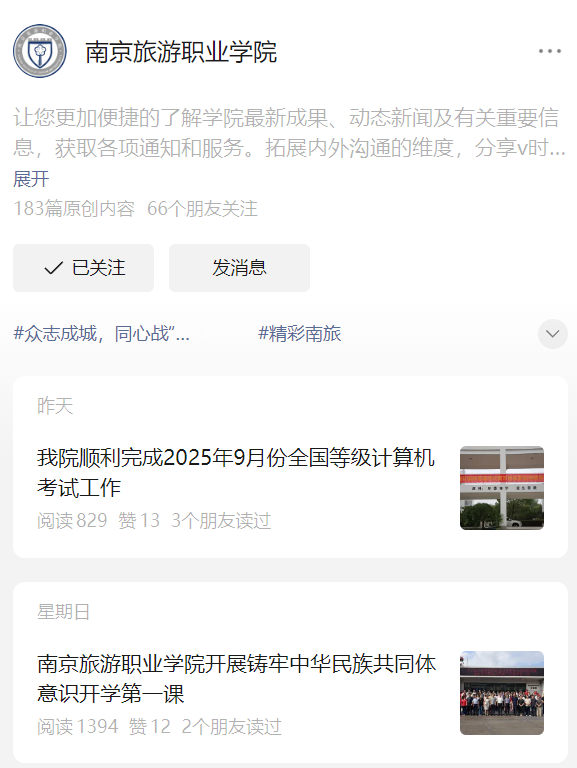 南京旅游职业学院
让您更加便捷的了解学院最新成果、动态新闻及有关重要信
息，获取各项通知和服务。拓展内外沟通的维度，分享v时...
展开
183篇原创内容 66个朋友关注
已关注 发消息
#众志成城，同心战“... #精彩南旅
昨天
我院顺利完成2025年9月份全国等级计算机
考试工作
阅读 829 赞 13 3个朋友读过
星期日
南京旅游职业学院开展铸牢中华民族共同体
意识开学第一课
阅读 1394 赞 12 2个朋友读过